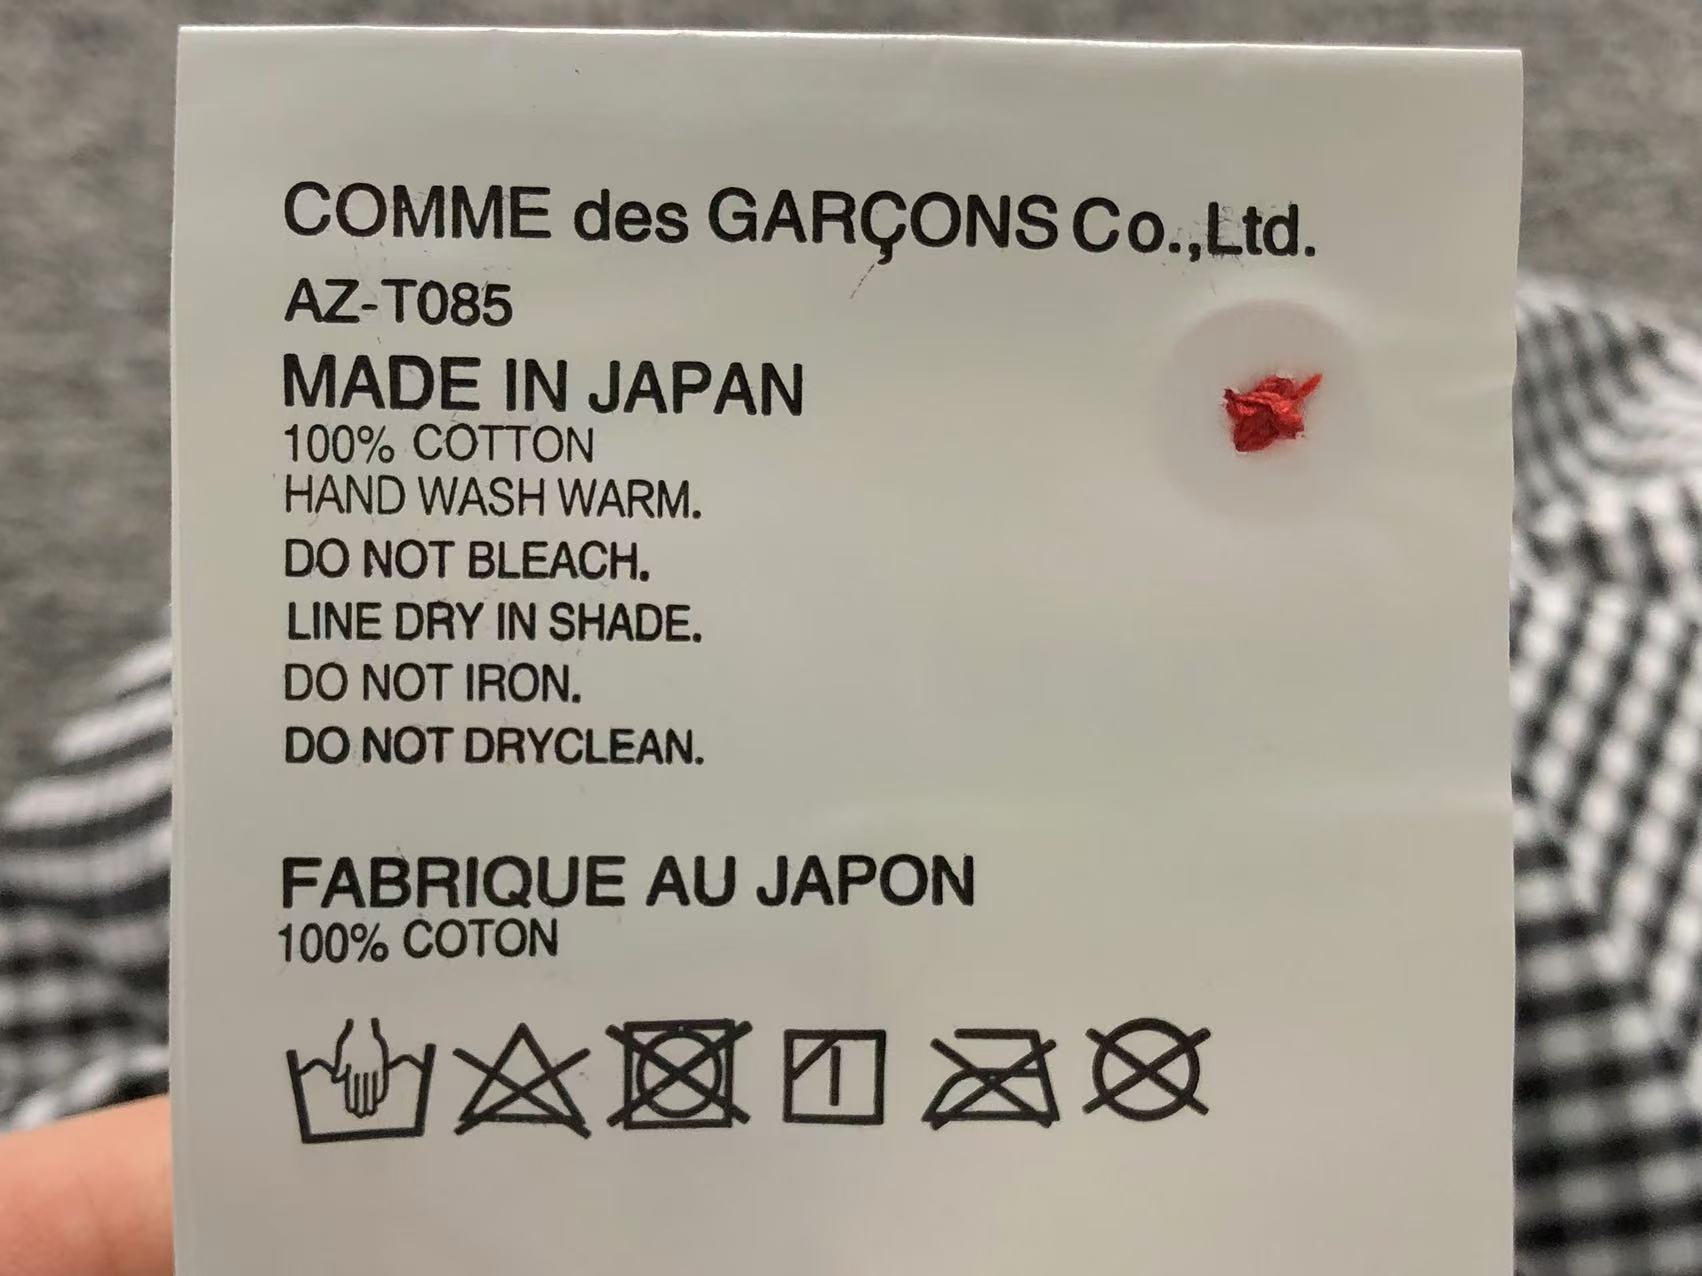 COMME des GARÇONS Co.,Ltd.
AZ-T085
MADE IN JAPAN
100% COTTON
HAND WASH WARM.
DO NOT BLEACH.
LINE DRY IN SHADE.
DO NOT IRON.
DO NOT DRYCLEAN.
FABRIQUE AU JAPON
100% COTON